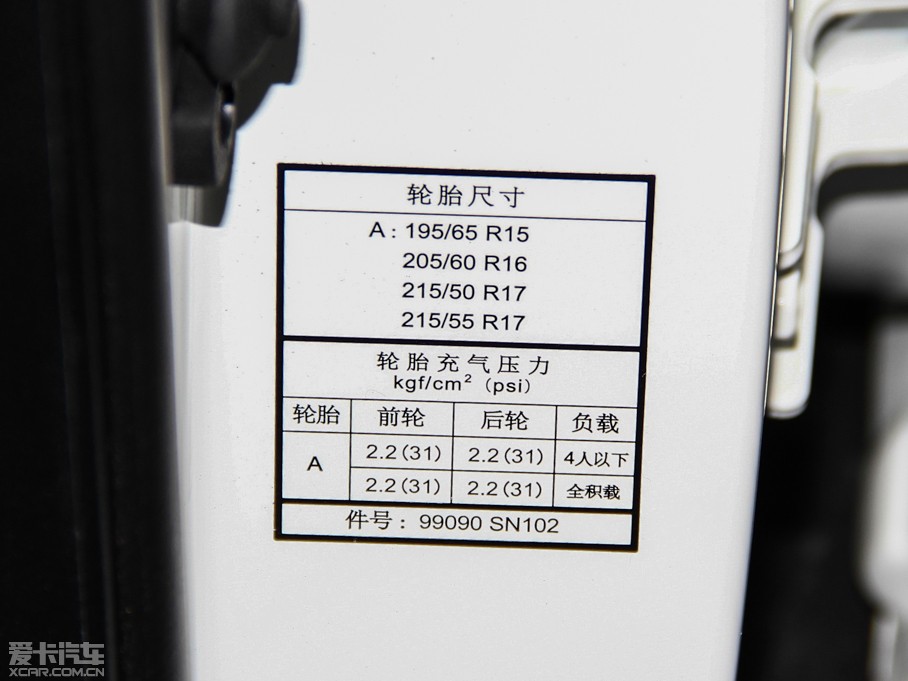 轮胎尺寸
A：195/65 R15
205/60 R16
215/50 R17
215/55 R17
轮胎充气压力
kgf/cm²（psi）
轮胎 前轮 后轮 负载
A 2.2(31) 2.2(31) 4人以下
2.2(31) 2.2(31) 全积载
件号：99090 SN102
爱卡汽车
XCAR.COM.CN